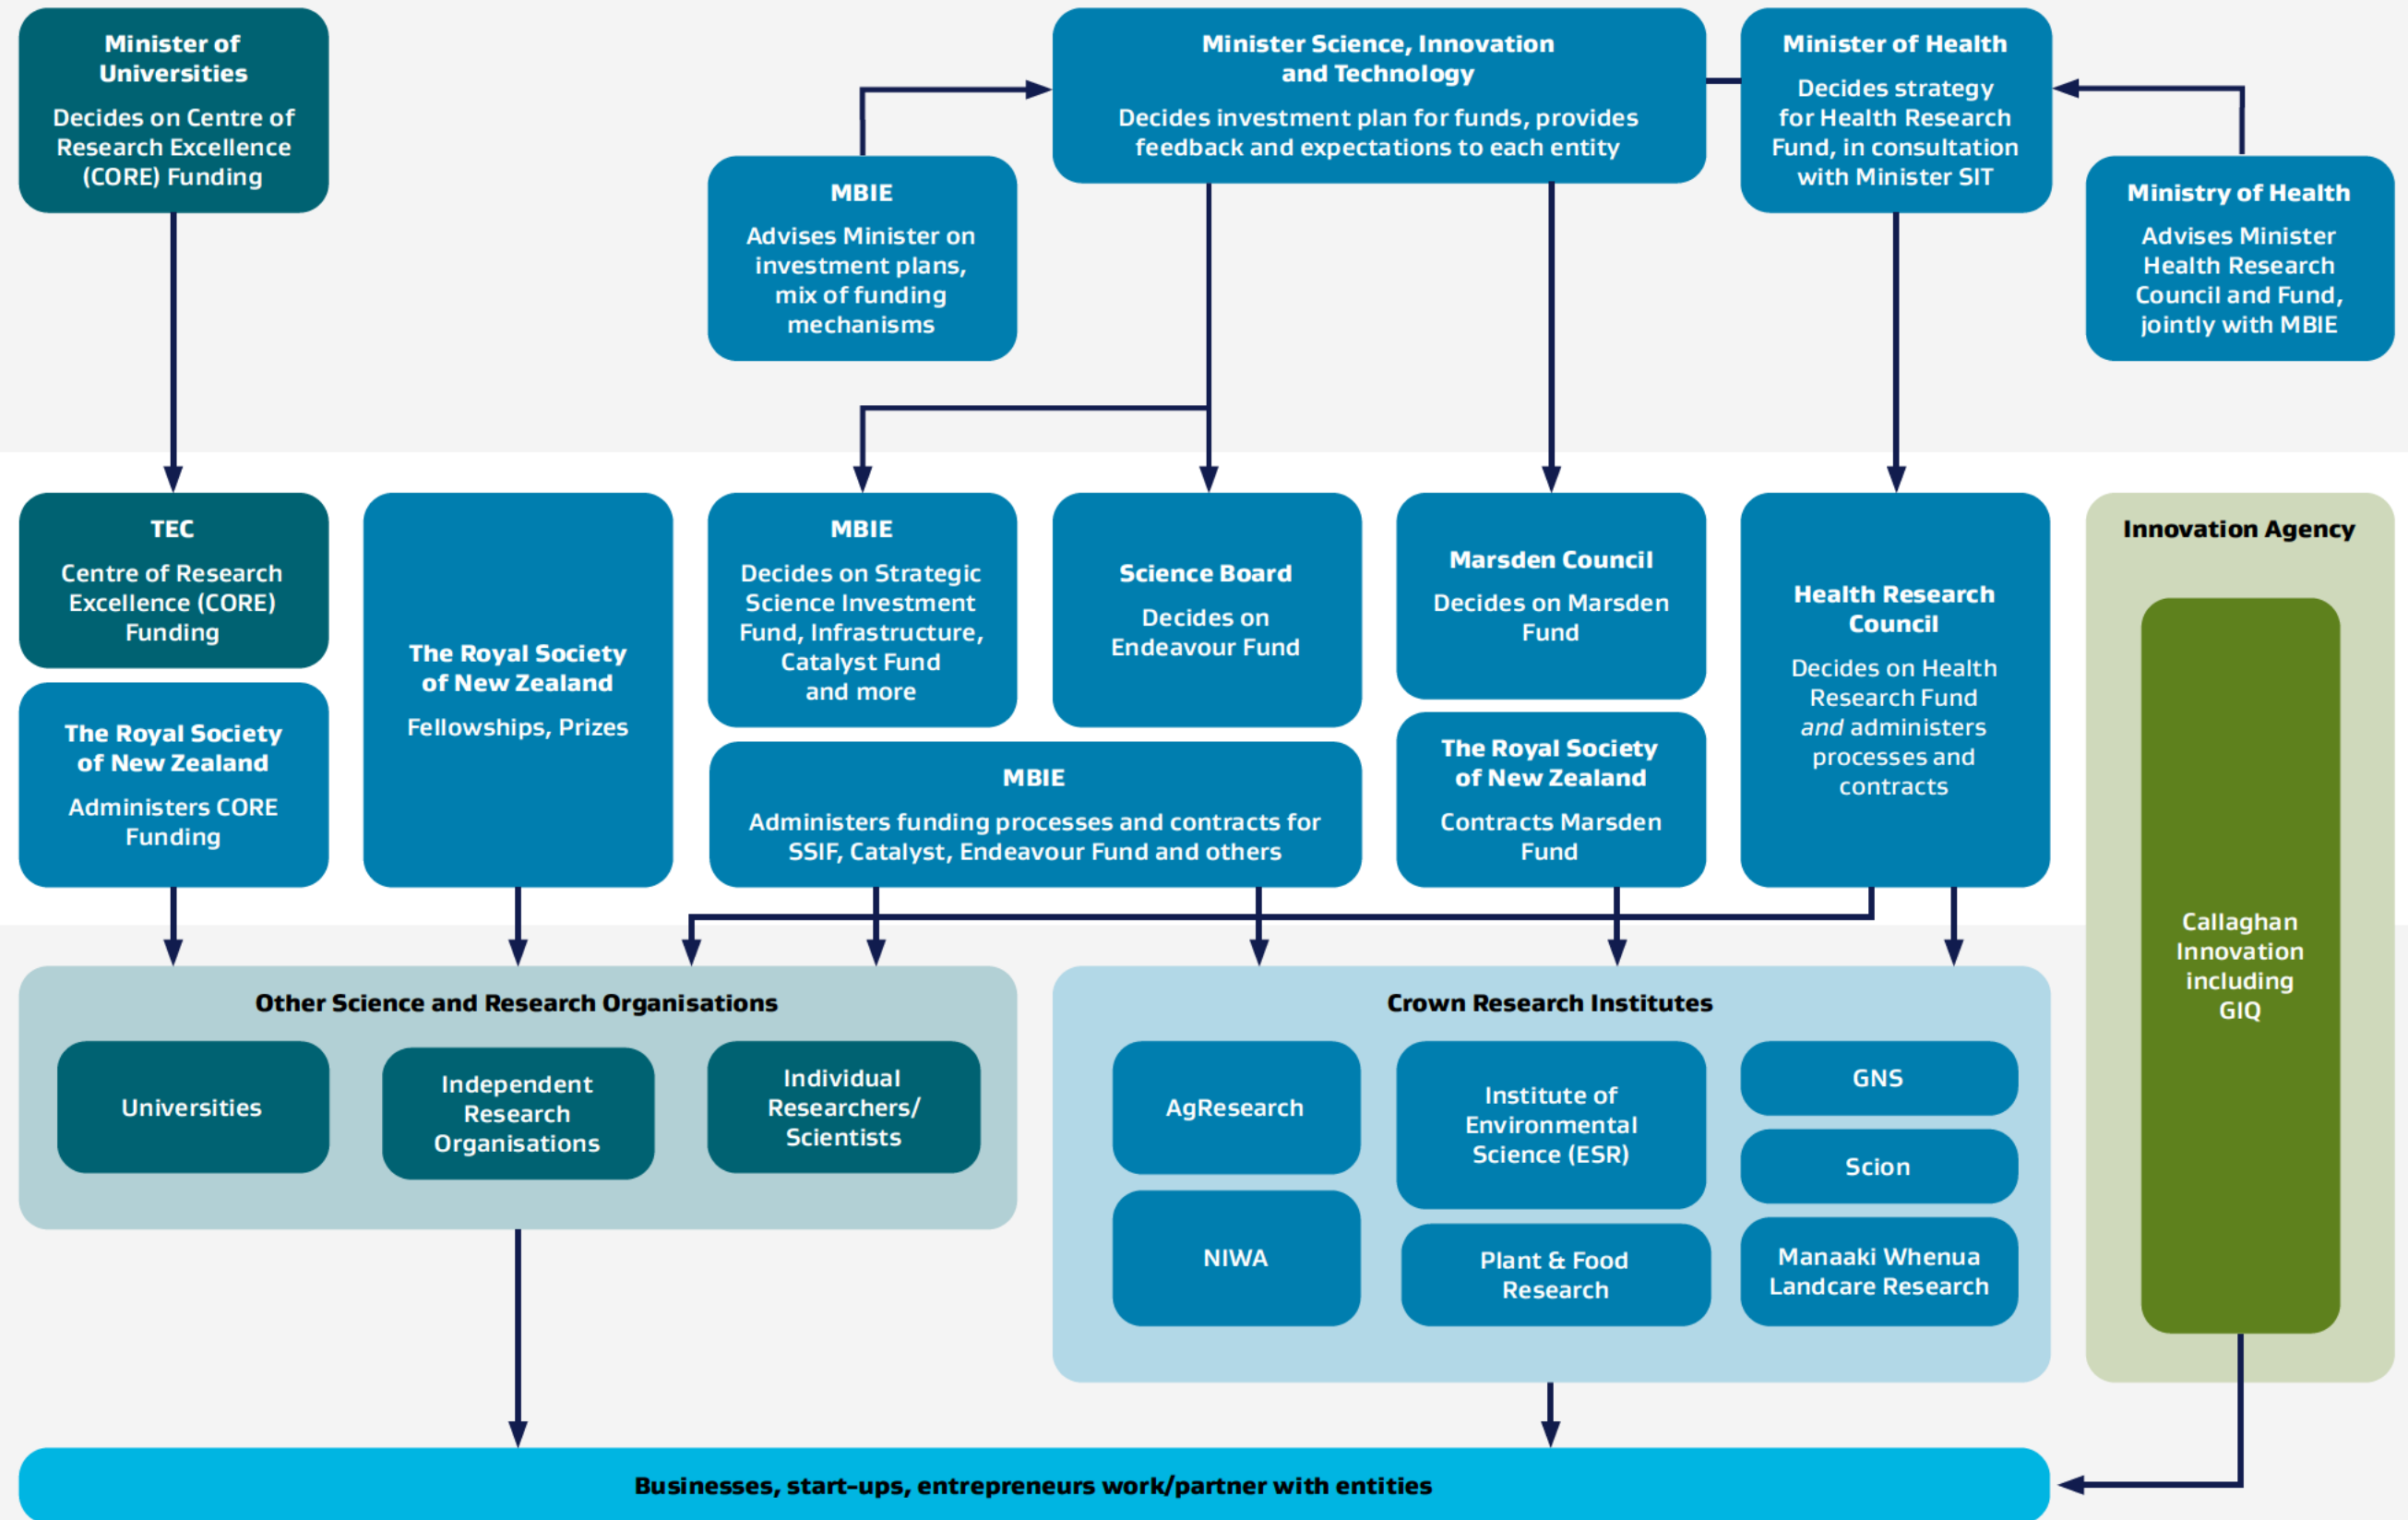 Minister of
Universities
Decides on Centre of
Research Excellence
(CORE) Funding
Minister Science, Innovation
and Technology
Decides investment plan for funds, provides
feedback and expectations to each entity
Minister of Health
Decides strategy
for Health Research
Fund, in consultation
with Minister SIT
MBIE
Advises Minister on
investment plans,
mix of funding
mechanisms
Ministry of Health
Advises Minister
Health Research
Council and Fund,
jointly with MBIE
TEC
Centre of Research
Excellence (CORE)
Funding
The Royal Society
of New Zealand
Administers CORE
Funding
The Royal Society
of New Zealand
Fellowships, Prizes
MBIE
Decides on Strategic
Science Investment
Fund, Infrastructure,
Catalyst Fund
and more
Science Board
Decides on
Endeavour Fund
MBIE
Administers funding processes and contracts for
SSIF, Catalyst, Endeavour Fund and others
Marsden Council
Decides on Marsden
Fund
The Royal Society
of New Zealand
Contracts Marsden
Fund
Health Research
Council
Decides on Health
Research Fund
and administers
processes and
contracts
Innovation Agency
Callaghan
Innovation
including
GIQ
Other Science and Research Organisations
Universities
Independent
Research
Organisations
Individual
Researchers/
Scientists
Crown Research Institutes
AgResearch
NIWA
Institute of
Environmental
Science (ESR)
Plant & Food
Research
GNS
Scion
Manaaki Whenua
Landcare Research
Businesses, start-ups, entrepreneurs work/partner with entities